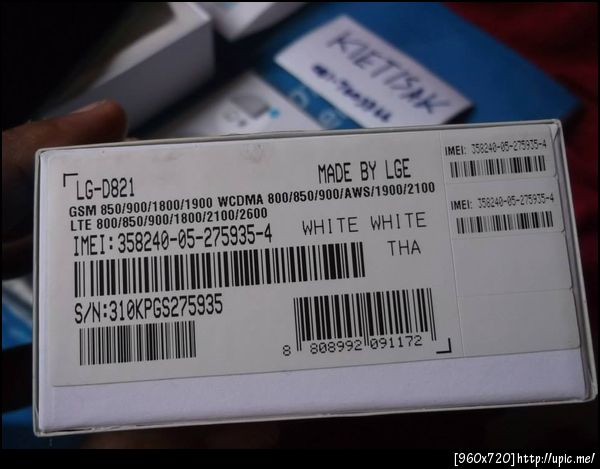 KIETISAK
LG-D821
MADE BY LGE
GSM 850/900/1800/1900 WCDMA 800/850/900/AWS/1900/2100
LTE 800/850/900/1800/2100/2600
IMEI:358240-05-275935-4
WHITE WHITE
THA
S/N:310KPGS275935
8 808992 091172
IMEI: 358240-05-275935-4
IMEI: 358240-05-275935-4
[960x720]http://upic.me/